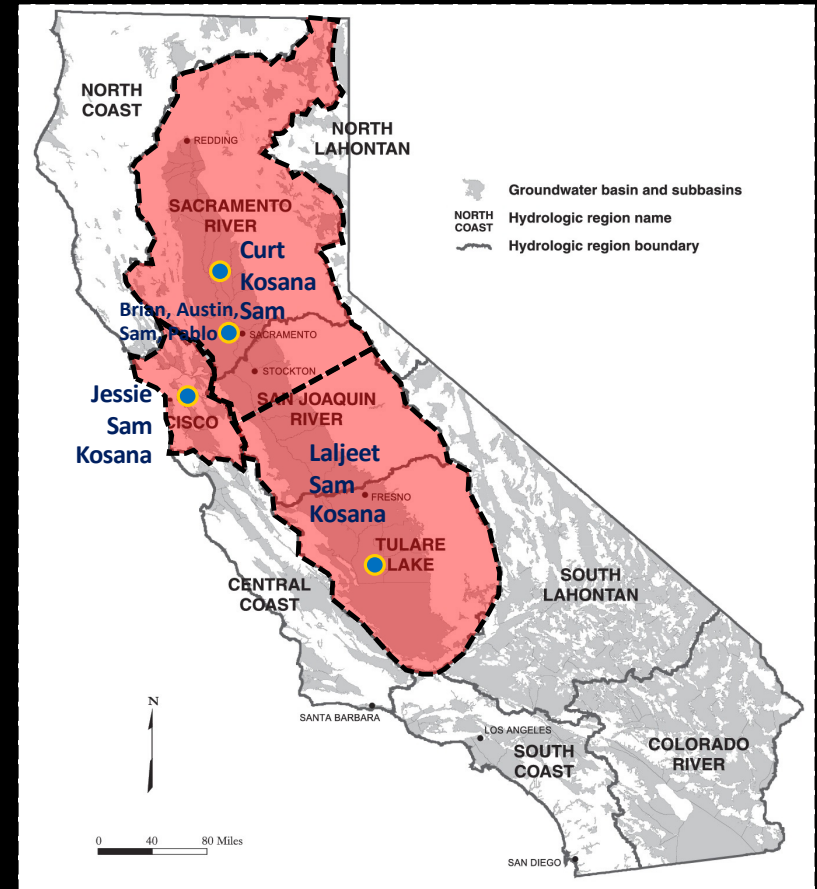 NORTH
COAST
REDDING
NORTH
LAHONTAN
Groundwater basin and subbasins
NORTH
COAST
Hydrologic region name
Hydrologic region boundary
SACRAMENTO
RIVER
Curt
Kosana
Sam
Brian, Austin,
Sam, Pablo
SACRAMENTO
STOCKTON
Jessie
Sam
Kosana
CISCO
SAN JOAQUIN
RIVER
Laljeet
Sam
Kosana
FRESNO
TULARE
LAKE
CENTRAL
COAST
SOUTH
LAHONTAN
N
SANTA BARBARA
LOS ANGELES
SOUTH
COAST
COLORADO
RIVER
0 40 80 Miles
SAN DIEGO